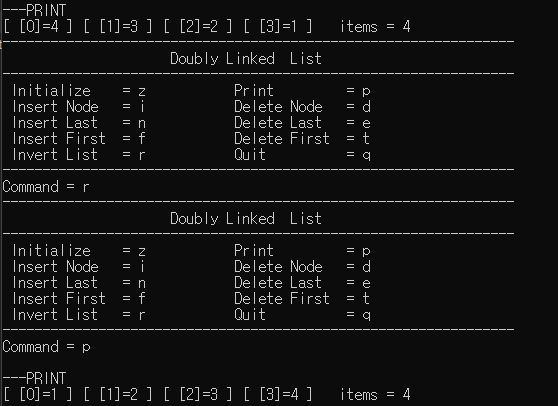 ---PRINT
[ [0]=4 ] [ [1]=3 ] [ [2]=2 ] [ [3]=1 ]   items = 4
----------------------------------------------------------------
Doubly Linked  List
----------------------------------------------------------------
Initialize    = z          Print          = p
Insert Node   = i          Delete Node    = d
Insert Last   = n          Delete Last    = e
Insert First  = f          Delete First   = t
Invert List   = r          Quit           = q
----------------------------------------------------------------
Command = r
----------------------------------------------------------------
Doubly Linked  List
----------------------------------------------------------------
Initialize    = z          Print          = p
Insert Node   = i          Delete Node    = d
Insert Last   = n          Delete Last    = e
Insert First  = f          Delete First   = t
Invert List   = r          Quit           = q
----------------------------------------------------------------
Command = p
---PRINT
[ [0]=1 ] [ [1]=2 ] [ [2]=3 ] [ [3]=4 ]   items = 4